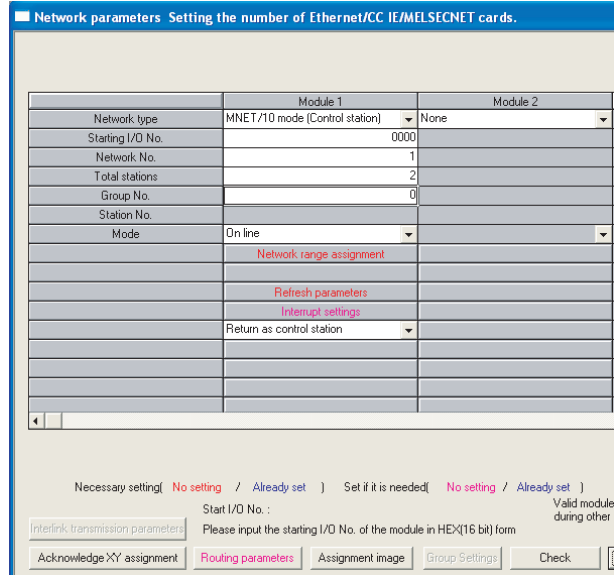 Network parameters Setting the number of Ethernet/CC IE/MELSECNET cards.
Module 1 Module 2
Network type MNET/10 mode (Control station) None
Starting I/O No. 0000
Network No. 1
Total stations 2
Group No. 0
Station No.
Mode On line
Network range assignment
Refresh parameters
Interrupt settings
Return as control station
Necessary setting( No setting / Already set ) Set if it is needed( No setting / Already set )
Start I/O No. : Valid module
during other
Interlink transmission parameters Please input the starting I/O No. of the module in HEX(16 bit) form
Acknowledge XY assignment Routing parameters Assignment image Group Settings Check